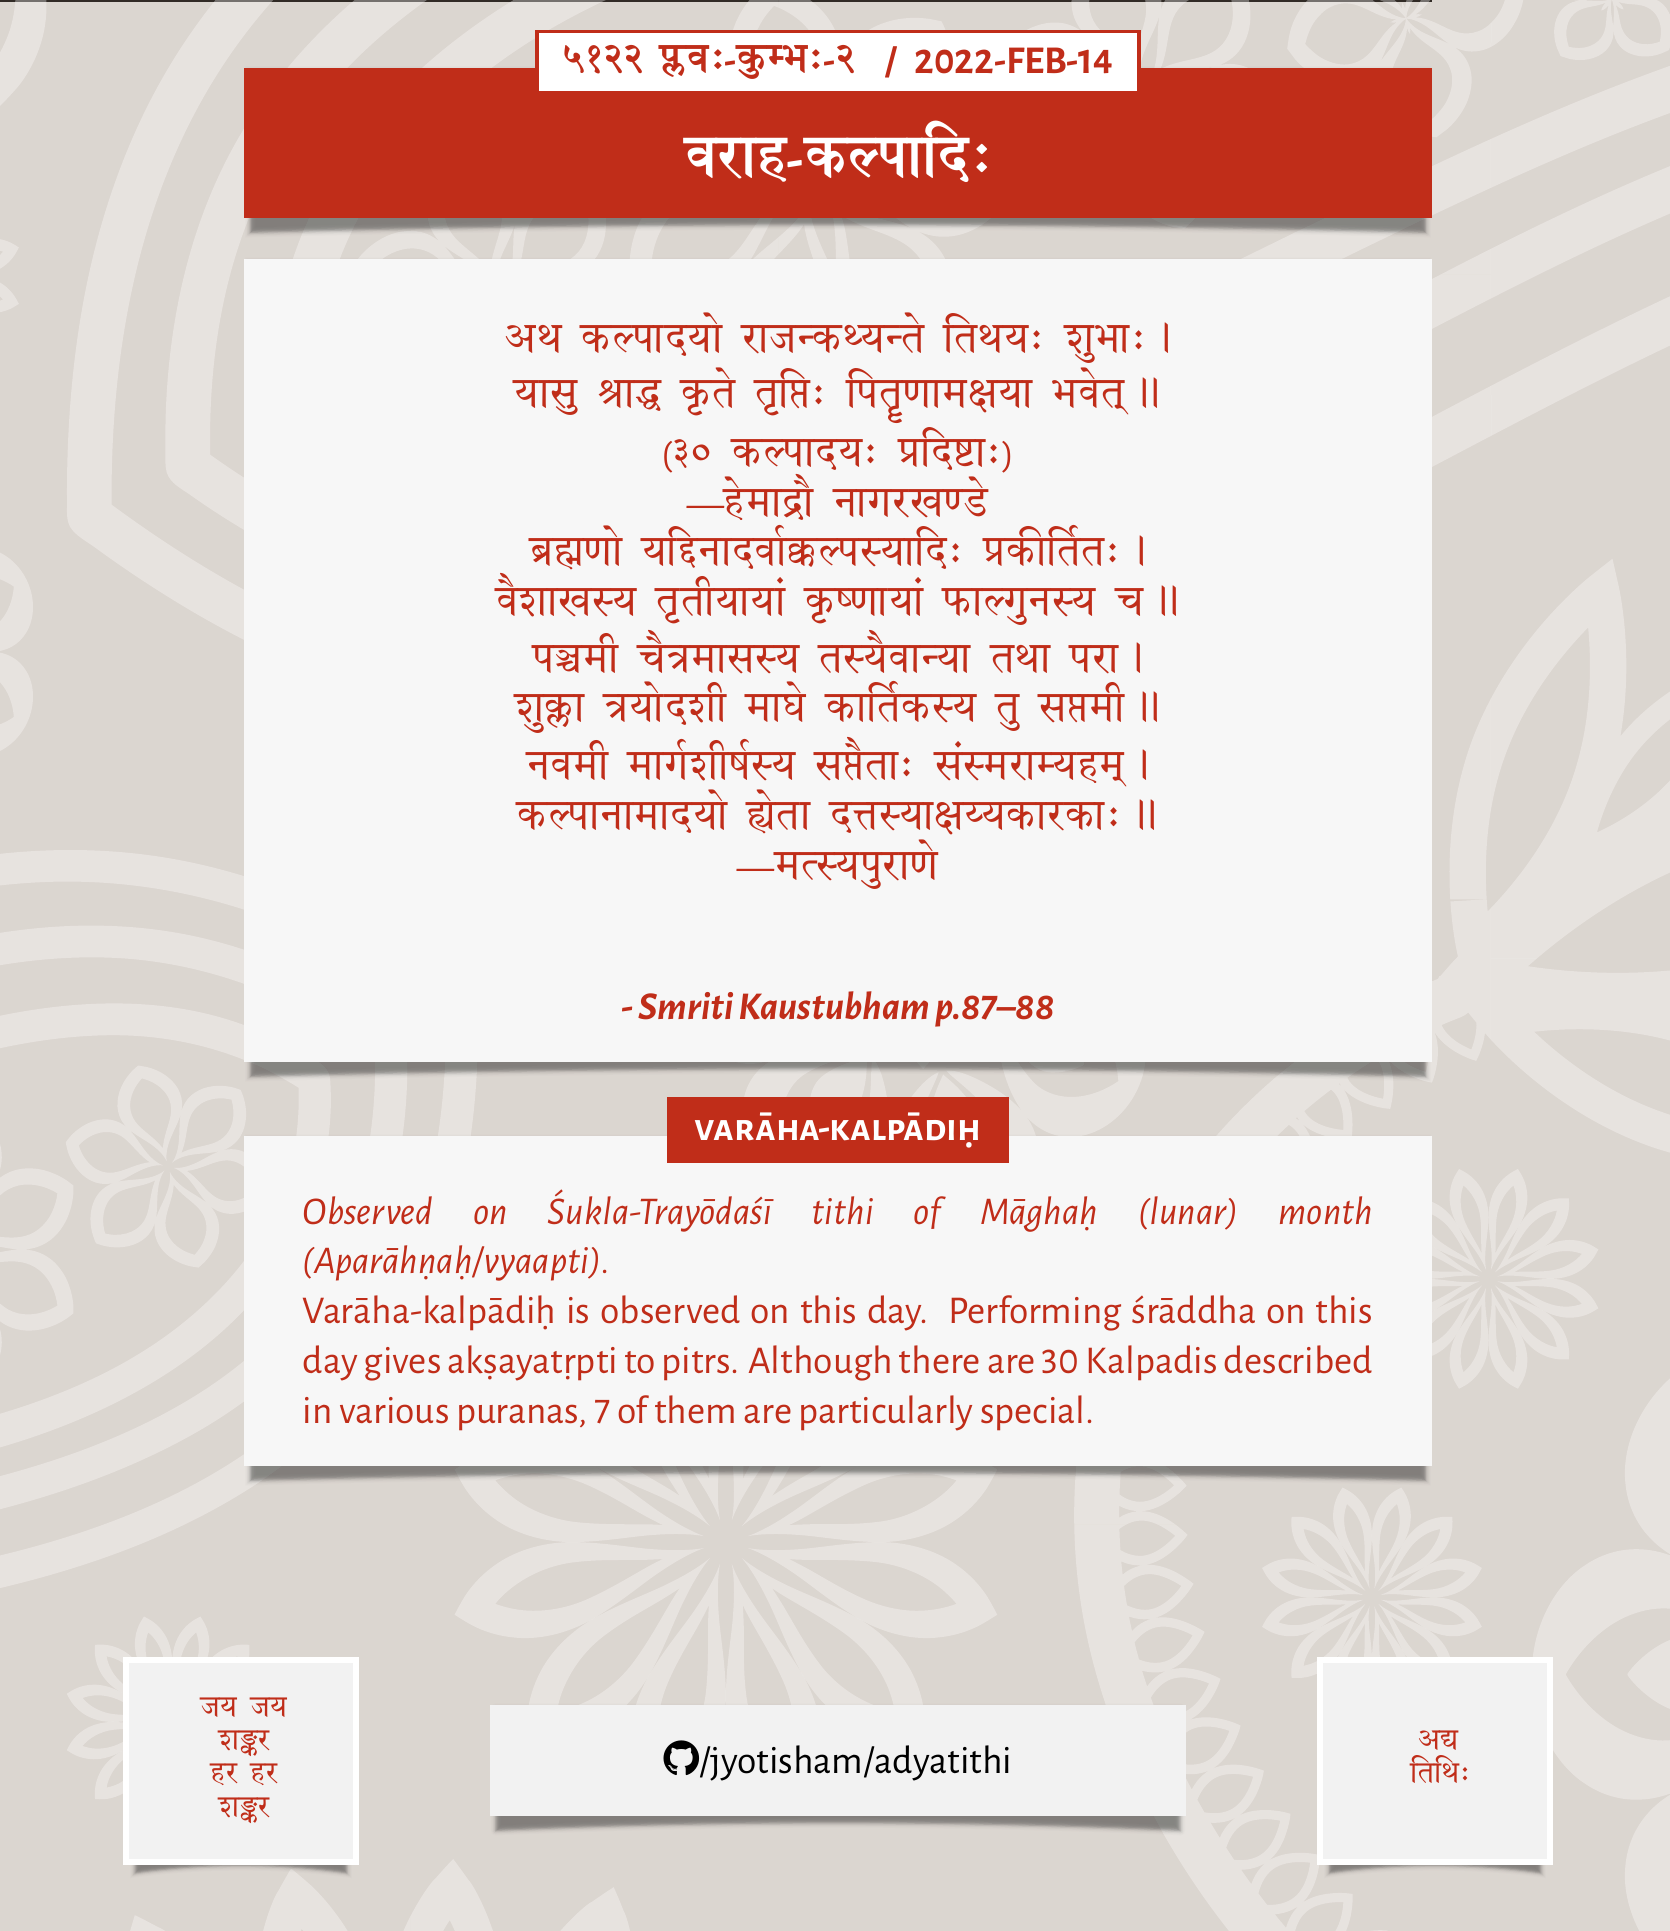 ५१२२ प्लवः-कुम्भः-२ / 2022-FEB-14
वराह-कल्पादिः
अथ कल्पादयो राजन्कथ्यन्ते तिथयः शुभाः ।
यासु श्राद्ध कृते तृप्तिः पितॄणामक्षया भवेत् ॥
(३० कल्पादयः प्रदिष्टाः)
—हेमाद्रौ नागरखण्डे
ब्रह्मणो यद्दिनादर्वाक्कल्पस्यादिः प्रकीर्तितः ।
वैशाखस्य तृतीयायां कृष्णायां फाल्गुनस्य च ॥
पञ्चमी चैत्रमासस्य तस्यैवान्या तथा परा ।
शुक्ला त्रयोदशी माघे कार्तिकस्य तु सप्तमी ॥
नवमी मार्गशीर्षस्य सप्तैताः संस्मराम्यहम् ।
कल्पानामादयो ह्येता दत्तस्याक्षय्यकारकाः ॥
—मत्स्यपुराणे
- Smriti Kaustubham p.87–88
VARĀHA-KALPĀDIḤ
Observed on Śukla-Trayōdaśī tithi of Māghaḥ (lunar) month
(Aparāhṇaḥ/vyaapti).
Varāha-kalpādiḥ is observed on this day. Performing śrāddha on this
day gives akṣayatṛpti to pitrs. Although there are 30 Kalpadis described
in various puranas, 7 of them are particularly special.
जय जय
शङ्कर
हर हर
शङ्कर
/jyotisham/adyatithi
अद्य
तिथिः